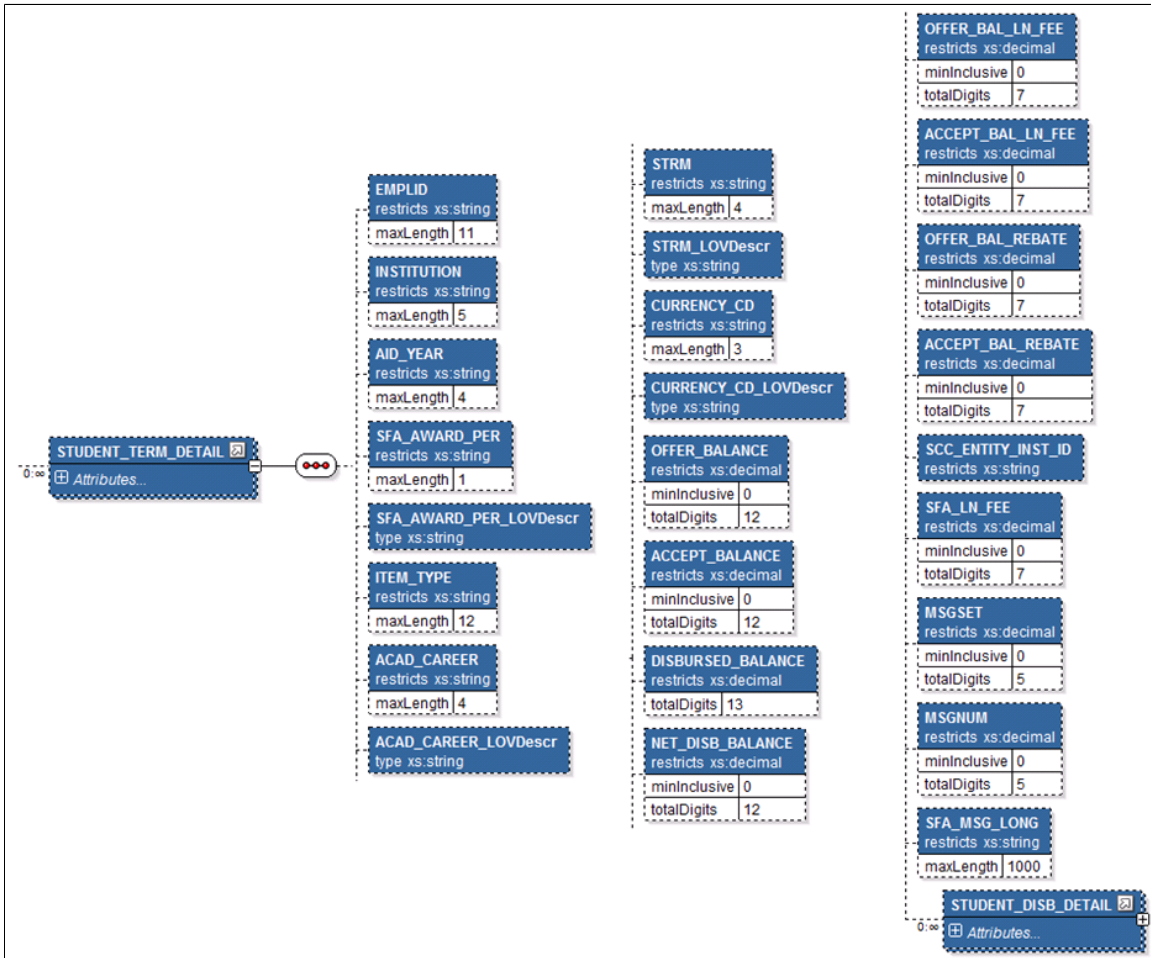 STUDENT_TERM_DETAIL
0:∞
Attributes...
EMPLID
restricts xs:string
maxLength 11
INSTITUTION
restricts xs:string
maxLength 5
AID_YEAR
restricts xs:string
maxLength 4
SFA_AWARD_PER
restricts xs:string
maxLength 1
SFA_AWARD_PER_LOVDescr
type xs:string
ITEM_TYPE
restricts xs:string
maxLength 12
ACAD_CAREER
restricts xs:string
maxLength 4
ACAD_CAREER_LOVDescr
type xs:string
STRM
restricts xs:string
maxLength 4
STRM_LOVDescr
type xs:string
CURRENCY_CD
restricts xs:string
maxLength 3
CURRENCY_CD_LOVDescr
type xs:string
OFFER_BALANCE
restricts xs:decimal
minInclusive 0
totalDigits 12
ACCEPT_BALANCE
restricts xs:decimal
minInclusive 0
totalDigits 12
DISBURSED_BALANCE
restricts xs:decimal
totalDigits 13
NET_DISB_BALANCE
restricts xs:decimal
minInclusive 0
totalDigits 12
OFFER_BAL_LN_FEE
restricts xs:decimal
minInclusive 0
totalDigits 7
ACCEPT_BAL_LN_FEE
restricts xs:decimal
minInclusive 0
totalDigits 7
OFFER_BAL_REBATE
restricts xs:decimal
minInclusive 0
totalDigits 7
ACCEPT_BAL_REBATE
restricts xs:decimal
minInclusive 0
totalDigits 7
SCC_ENTITY_INST_ID
restricts xs:string
SFA_LN_FEE
restricts xs:decimal
minInclusive 0
totalDigits 7
MSGSET
restricts xs:decimal
minInclusive 0
totalDigits 5
MSGNUM
restricts xs:decimal
minInclusive 0
totalDigits 5
SFA_MSG_LONG
restricts xs:string
maxLength 1000
STUDENT_DISB_DETAIL
0:∞
Attributes...